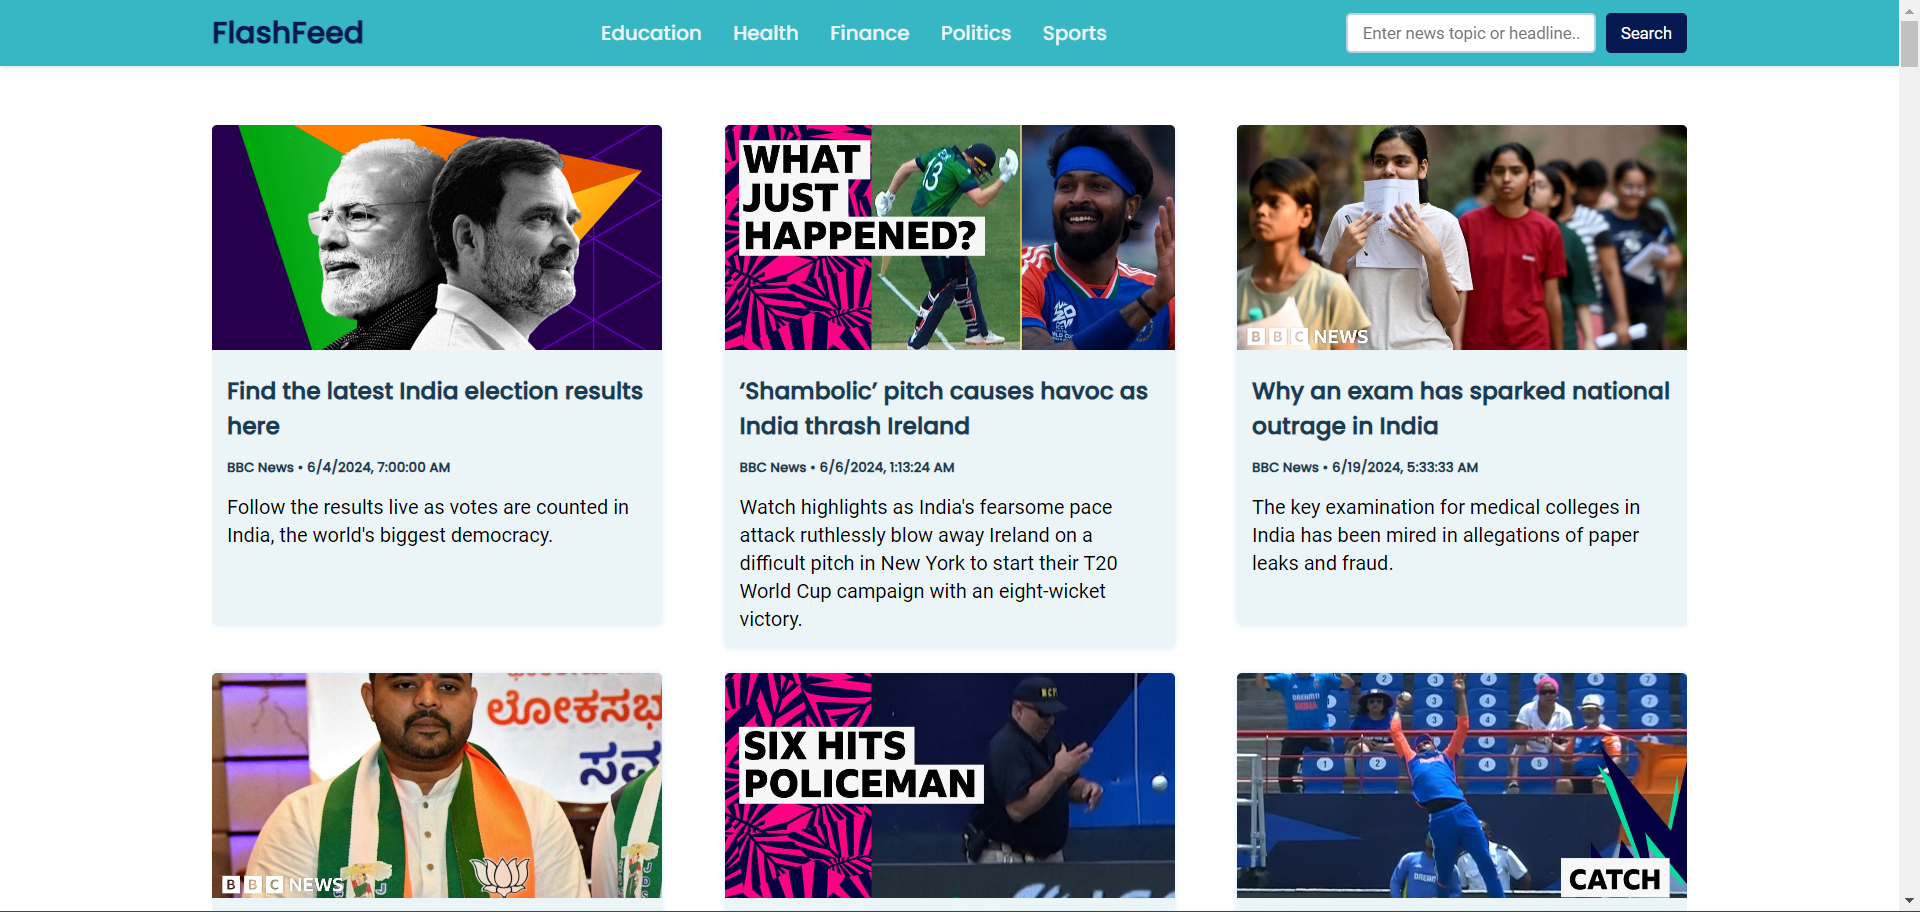 FlashFeed
Education Health Finance Politics Sports
Enter news topic or headline.. Search
WHAT
JUST
HAPPENED?
13
BBC NEWS
Find the latest India election results
here
BBC News • 6/4/2024, 7:00:00 AM
Follow the results live as votes are counted in
India, the world's biggest democracy.
‘Shambolic’ pitch causes havoc as
India thrash Ireland
BBC News • 6/6/2024, 1:13:24 AM
Watch highlights as India's fearsome pace
attack ruthlessly blow away Ireland on a
difficult pitch in New York to start their T20
World Cup campaign with an eight-wicket
victory.
Why an exam has sparked national
outrage in India
BBC News • 6/19/2024, 5:33:33 AM
The key examination for medical colleges in
India has been mired in allegations of paper
leaks and fraud.
ಲೋಕಸಭ
BBC NEWS
SIX HITS
POLICEMAN
CATCH